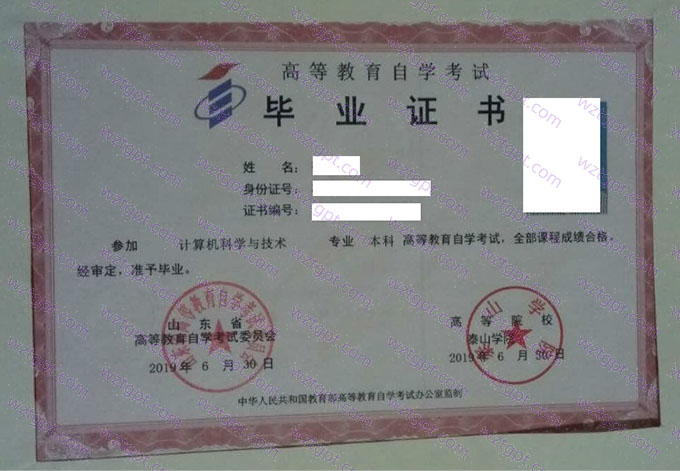 高等教育自学考试
毕业证书
姓名:
身份证号:
证书编号:
参加 计算机科学与技术 专业 本科 高等教育自学考试，全部课程成绩合格。
经审定，准予毕业。
山东省
高等教育自学考试委员会
2019年6月30日
高等院校
泰山学院
2019年6月30日
中华人民共和国教育部高等教育自学考试办公室监制
wzcgpt.com